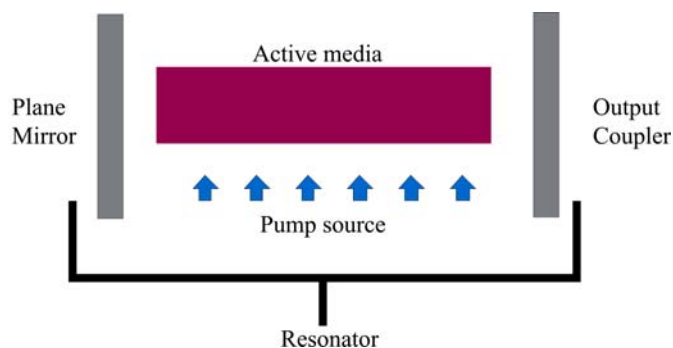 Active media
Plane
Mirror
Output
Coupler
Pump source
Resonator